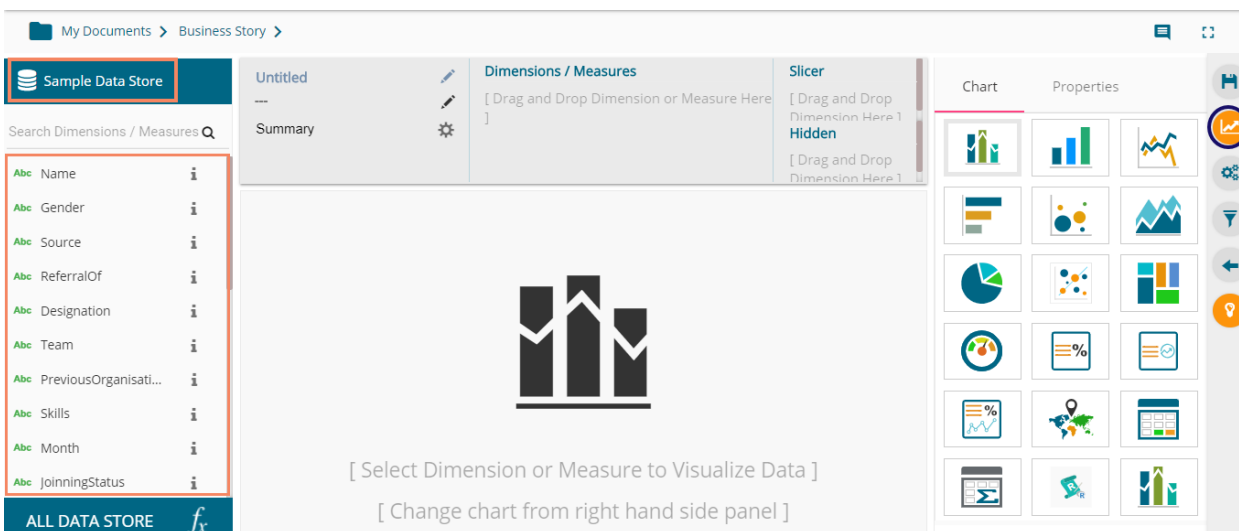 My Documents > Business Story >
Sample Data Store
Search Dimensions / Measures
Abc Name i
Abc Gender i
Abc Source i
Abc ReferralOf i
Abc Designation i
Abc Team i
Abc PreviousOrganisati... i
Abc Skills i
Abc Month i
Abc JoinningStatus i
ALL DATA STORE fx
Untitled
---
Summary
Dimensions / Measures
[ Drag and Drop Dimension or Measure Here
]
Slicer
[ Drag and Drop
Dimension Here ]
Hidden
[ Drag and Drop
Dimension Here ]
[ Select Dimension or Measure to Visualize Data ]
[ Change chart from right hand side panel ]
Chart Properties
%
%
Σ
R
R